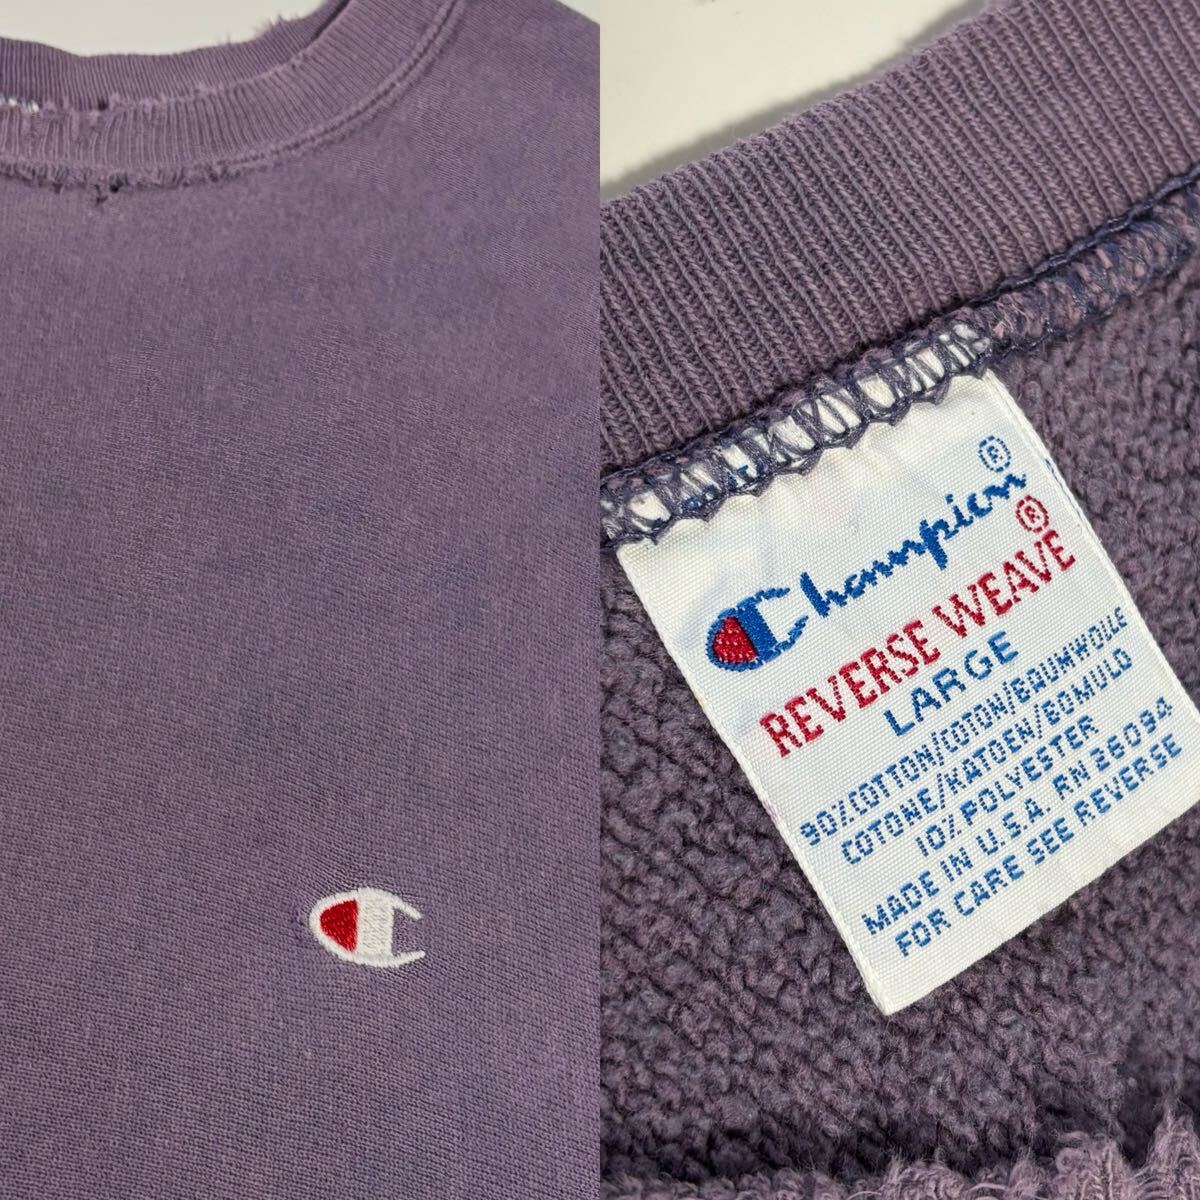 Champion®
REVERSE WEAVE®
LARGE
90%COTTON/COTON/BAUMWOLLE
COTONE/KATOEN/BOMULD
10% POLYESTER
MADE IN U.S.A. RN 26094
FOR CARE SEE REVERSE